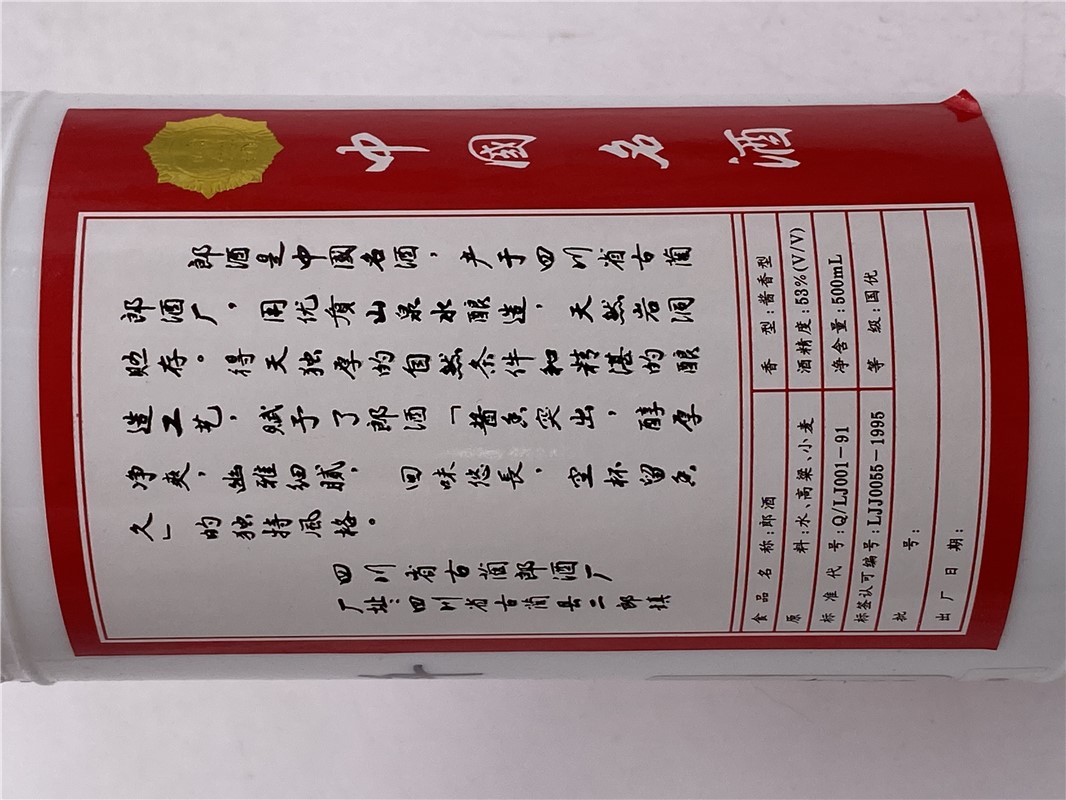 中國名酒
郎酒是中國名酒，产于四川省古蔺
郎酒厂，用优质山泉水酿造，天然岩洞
贮存。得天独厚的自然条件和精湛的酿
造工艺，赋予了郎酒「酱香突出，醇厚
净爽，幽雅细腻，回味悠長，空杯留香
久」的独特风格。
四川省古蔺郎酒厂
厂址：四川省古蔺县二郎镇
食品名称：郎酒
香型：酱香型
原料：水、高粱、小麦
酒精度：53%(V/V)
标准代号：Q/LJ001-91
净含量：500mL
标签认可编号：LJJ0055-1995
等级：国优
批号：
出厂日期：